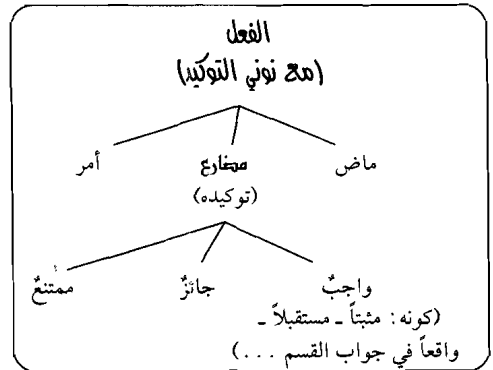 الفعل
(مع نوني التوكيد)
ماض مضارع أمر
(توكيده)
واجبٌ جائزٌ ممتنعٌ
(كونه: مثبتاً - مستقبلاً -
واقعاً في جواب القسم ...)